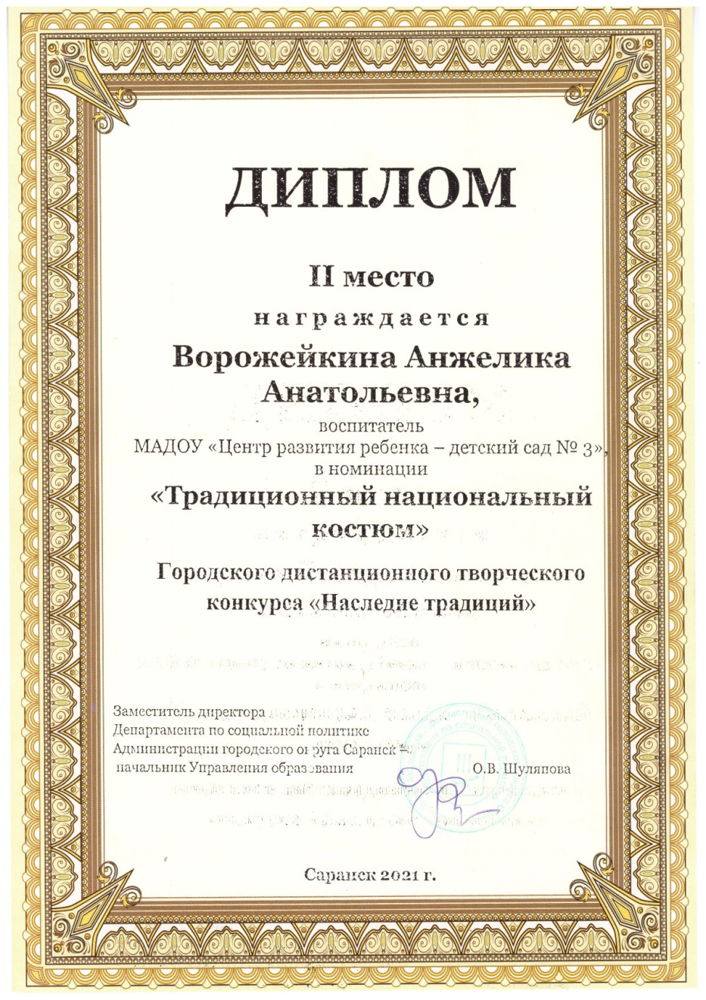 ДИПЛОМ
II место
награждается
Ворожейкина Анжелика
Анатольевна,
воспитатель
МАДОУ «Центр развития ребенка – детский сад № 3»,
в номинации
«Традиционный национальный
костюм»
Городского дистанционного творческого
конкурса «Наследие традиций»
Заместитель директора
Департамента по социальной политике
Администрации городского округа Саранск –
начальник Управления образования
О.В. Шуляпова
Саранск 2021 г.